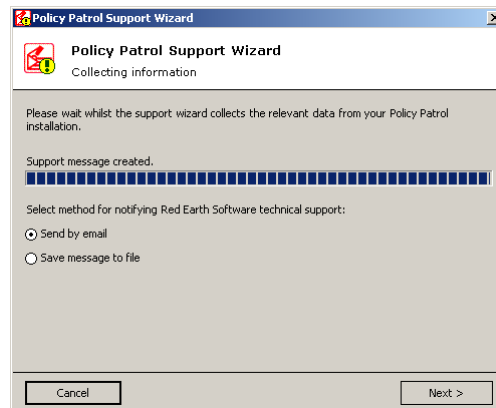 Policy Patrol Support Wizard
Policy Patrol Support Wizard
Collecting information
Please wait whilst the support wizard collects the relevant data from your Policy Patrol
installation.
Support message created.
Select method for notifying Red Earth Software technical support:
Send by email
Save message to file
Cancel
Next >